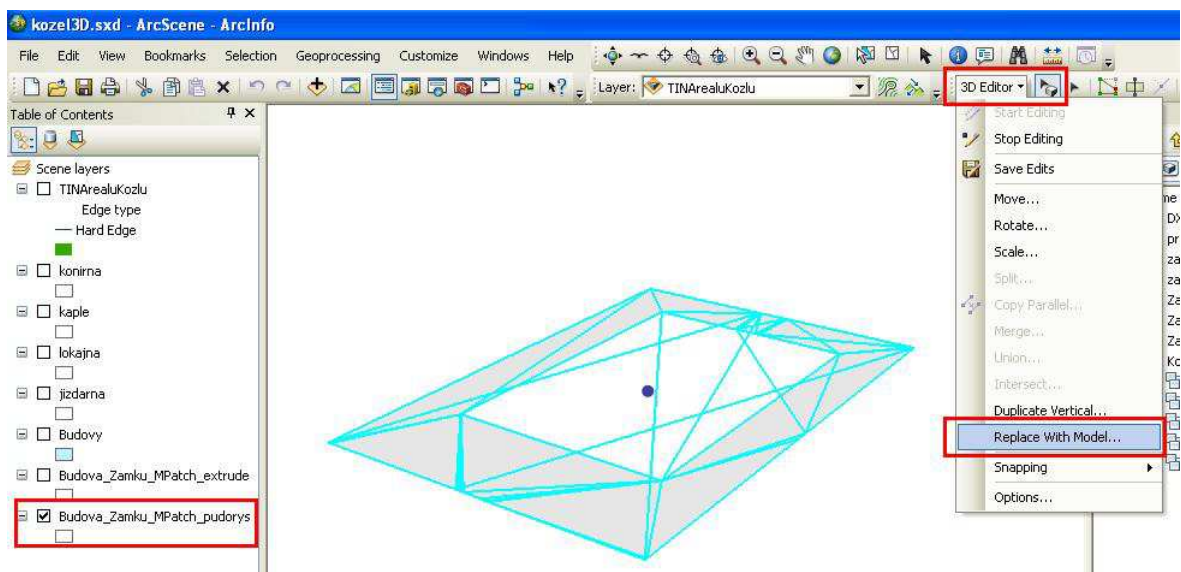 kozel3D.sxd - ArcScene - ArcInfo
File Edit View Bookmarks Selection Geoprocessing Customize Windows Help
Layer: TINArealuKozlu 3D Editor
Table of Contents
Scene layers
TINArealuKozlu
Edge type
Hard Edge
konirna
kaple
lokajna
jizdarna
Budovy
Budova_Zamku_MPatch_extrude
Budova_Zamku_MPatch_pudorys
Start Editing
Stop Editing
Save Edits
Move...
Rotate...
Scale...
Split...
Copy Parallel...
Merge...
Union...
Intersect...
Duplicate Vertical...
Replace With Model...
Snapping
Options...